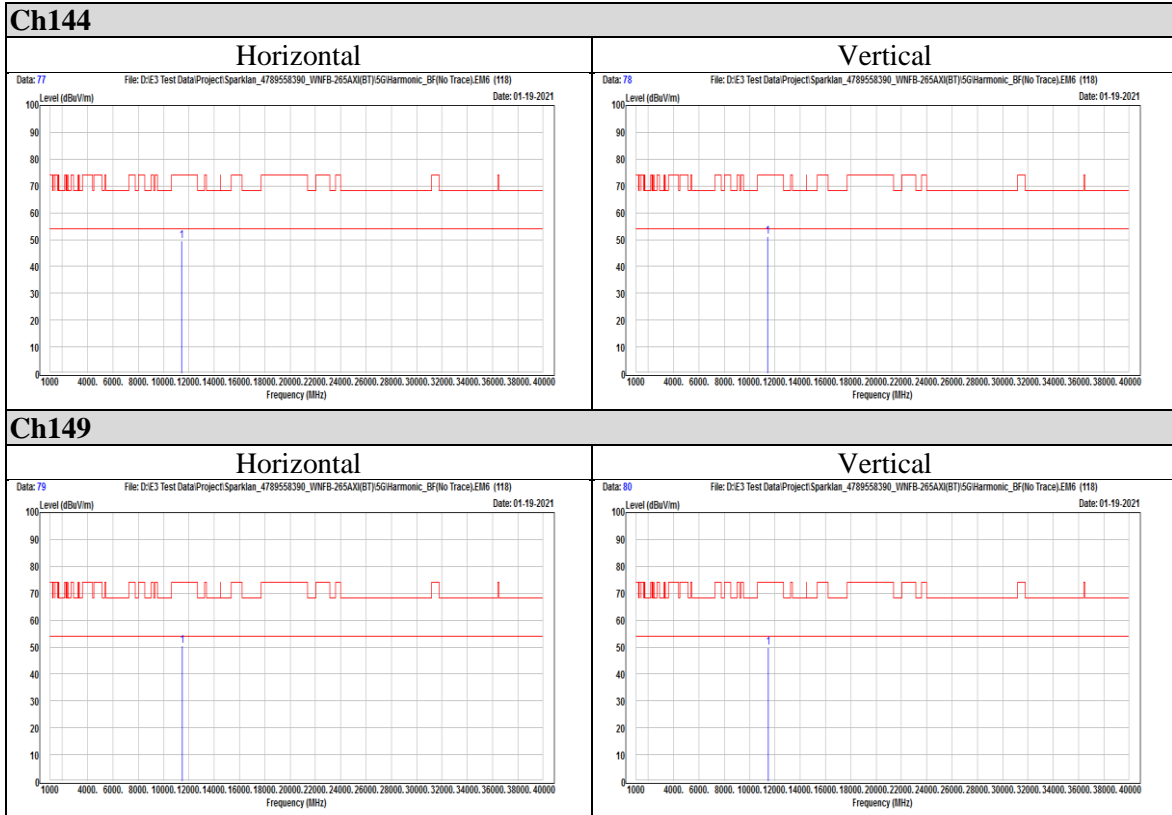 Ch144
Horizontal Vertical
Data: 77 File: D:\E3 Test Data\Project\Sparklan_4789558390_WNFB-265AXI(BT)\5G\Harmonic_BF(No Trace).EM6 (118)
Level (dBuV/m) Date: 01-19-2021
100
90
80
70
60
50
40
30
20
10
0
1
1000 4000. 6000. 8000. 10000. 12000. 14000. 16000. 18000. 20000. 22000. 24000. 26000. 28000. 30000. 32000. 34000. 36000. 38000. 40000
Frequency (MHz)
Data: 78 File: D:\E3 Test Data\Project\Sparklan_4789558390_WNFB-265AXI(BT)\5G\Harmonic_BF(No Trace).EM6 (118)
Level (dBuV/m) Date: 01-19-2021
100
90
80
70
60
50
40
30
20
10
0
1
1000 4000. 6000. 8000. 10000. 12000. 14000. 16000. 18000. 20000. 22000. 24000. 26000. 28000. 30000. 32000. 34000. 36000. 38000. 40000
Frequency (MHz)
Ch149
Horizontal Vertical
Data: 79 File: D:\E3 Test Data\Project\Sparklan_4789558390_WNFB-265AXI(BT)\5G\Harmonic_BF(No Trace).EM6 (118)
Level (dBuV/m) Date: 01-19-2021
100
90
80
70
60
50
40
30
20
10
0
1
1000 4000. 6000. 8000. 10000. 12000. 14000. 16000. 18000. 20000. 22000. 24000. 26000. 28000. 30000. 32000. 34000. 36000. 38000. 40000
Frequency (MHz)
Data: 80 File: D:\E3 Test Data\Project\Sparklan_4789558390_WNFB-265AXI(BT)\5G\Harmonic_BF(No Trace).EM6 (118)
Level (dBuV/m) Date: 01-19-2021
100
90
80
70
60
50
40
30
20
10
0
1
1000 4000. 6000. 8000. 10000. 12000. 14000. 16000. 18000. 20000. 22000. 24000. 26000. 28000. 30000. 32000. 34000. 36000. 38000. 40000
Frequency (MHz)